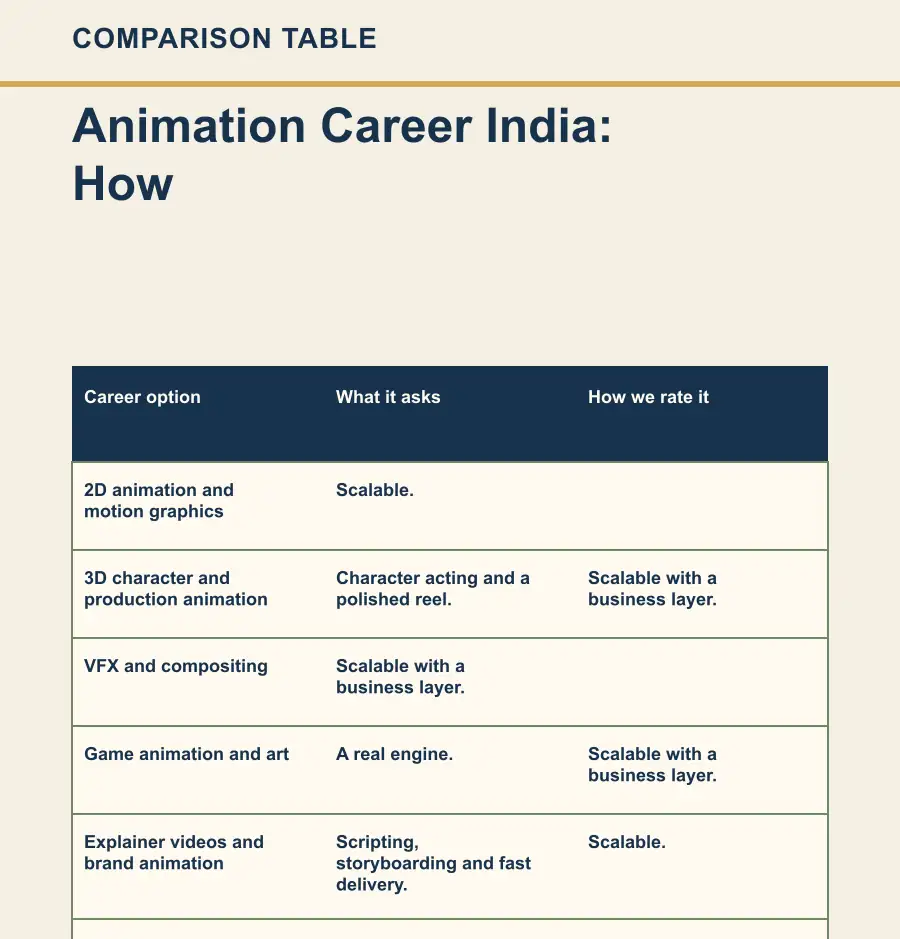 COMPARISON TABLE
Animation Career India:
How
Career option
What it asks
How we rate it
2D animation and
motion graphics
Scalable.
3D character and
production animation
Character acting and a
polished reel.
Scalable with a
business layer.
VFX and compositing
Scalable with a
business layer.
Game animation and art
A real engine.
Scalable with a
business layer.
Explainer videos and
brand animation
Scripting,
storyboarding and fast
delivery.
Scalable.